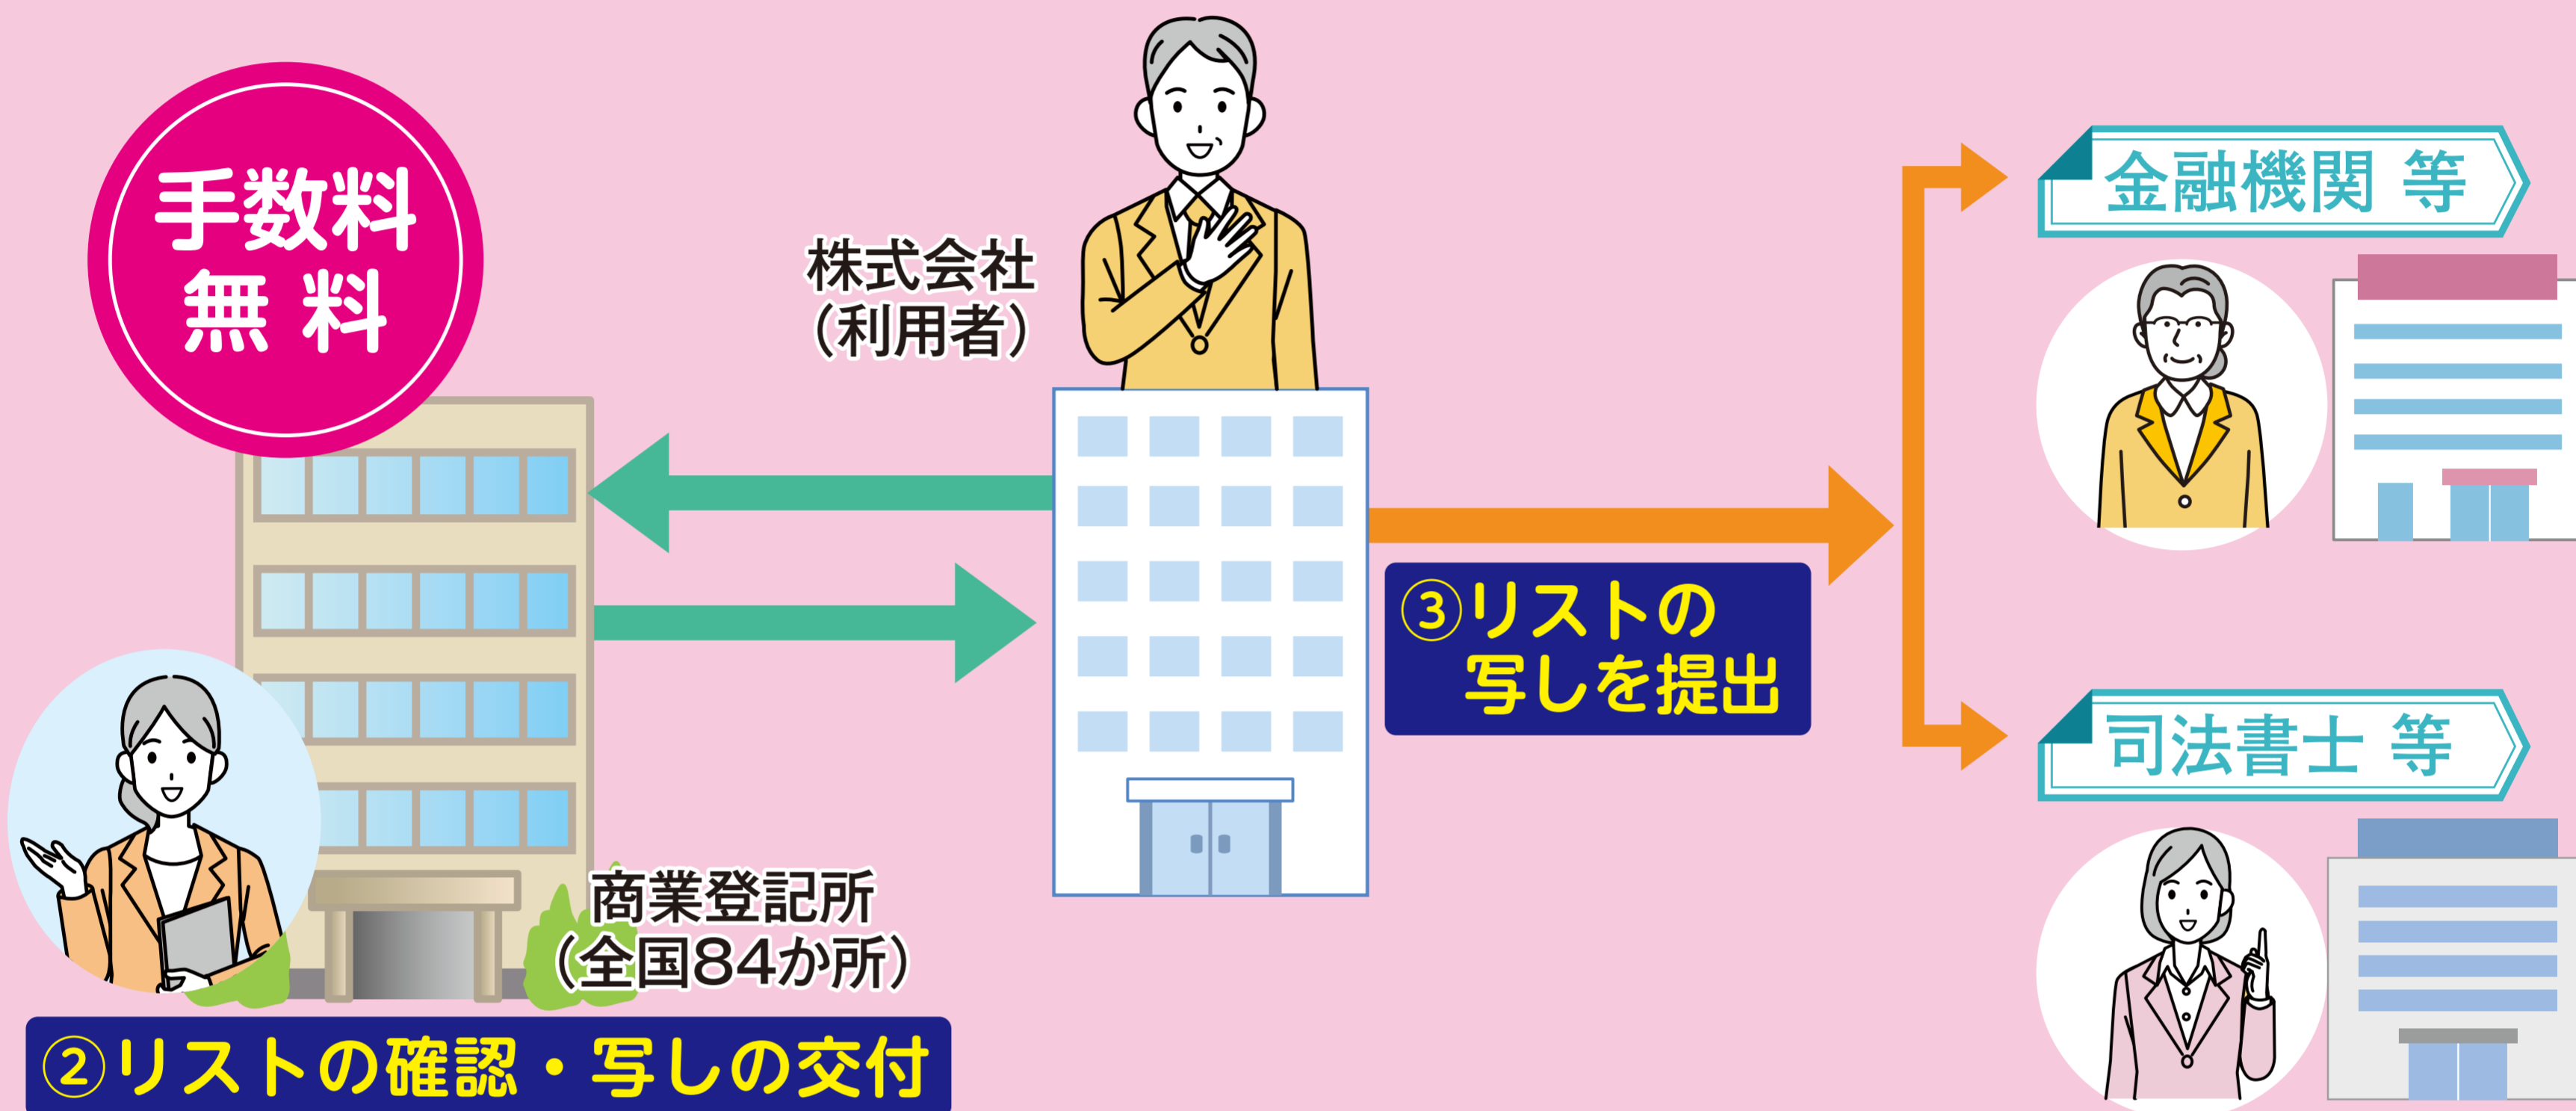 手数料
無料
株式会社
（利用者）
金融機関 等
③リストの
写しを提出
司法書士 等
商業登記所
（全国84か所）
②リストの確認・写しの交付